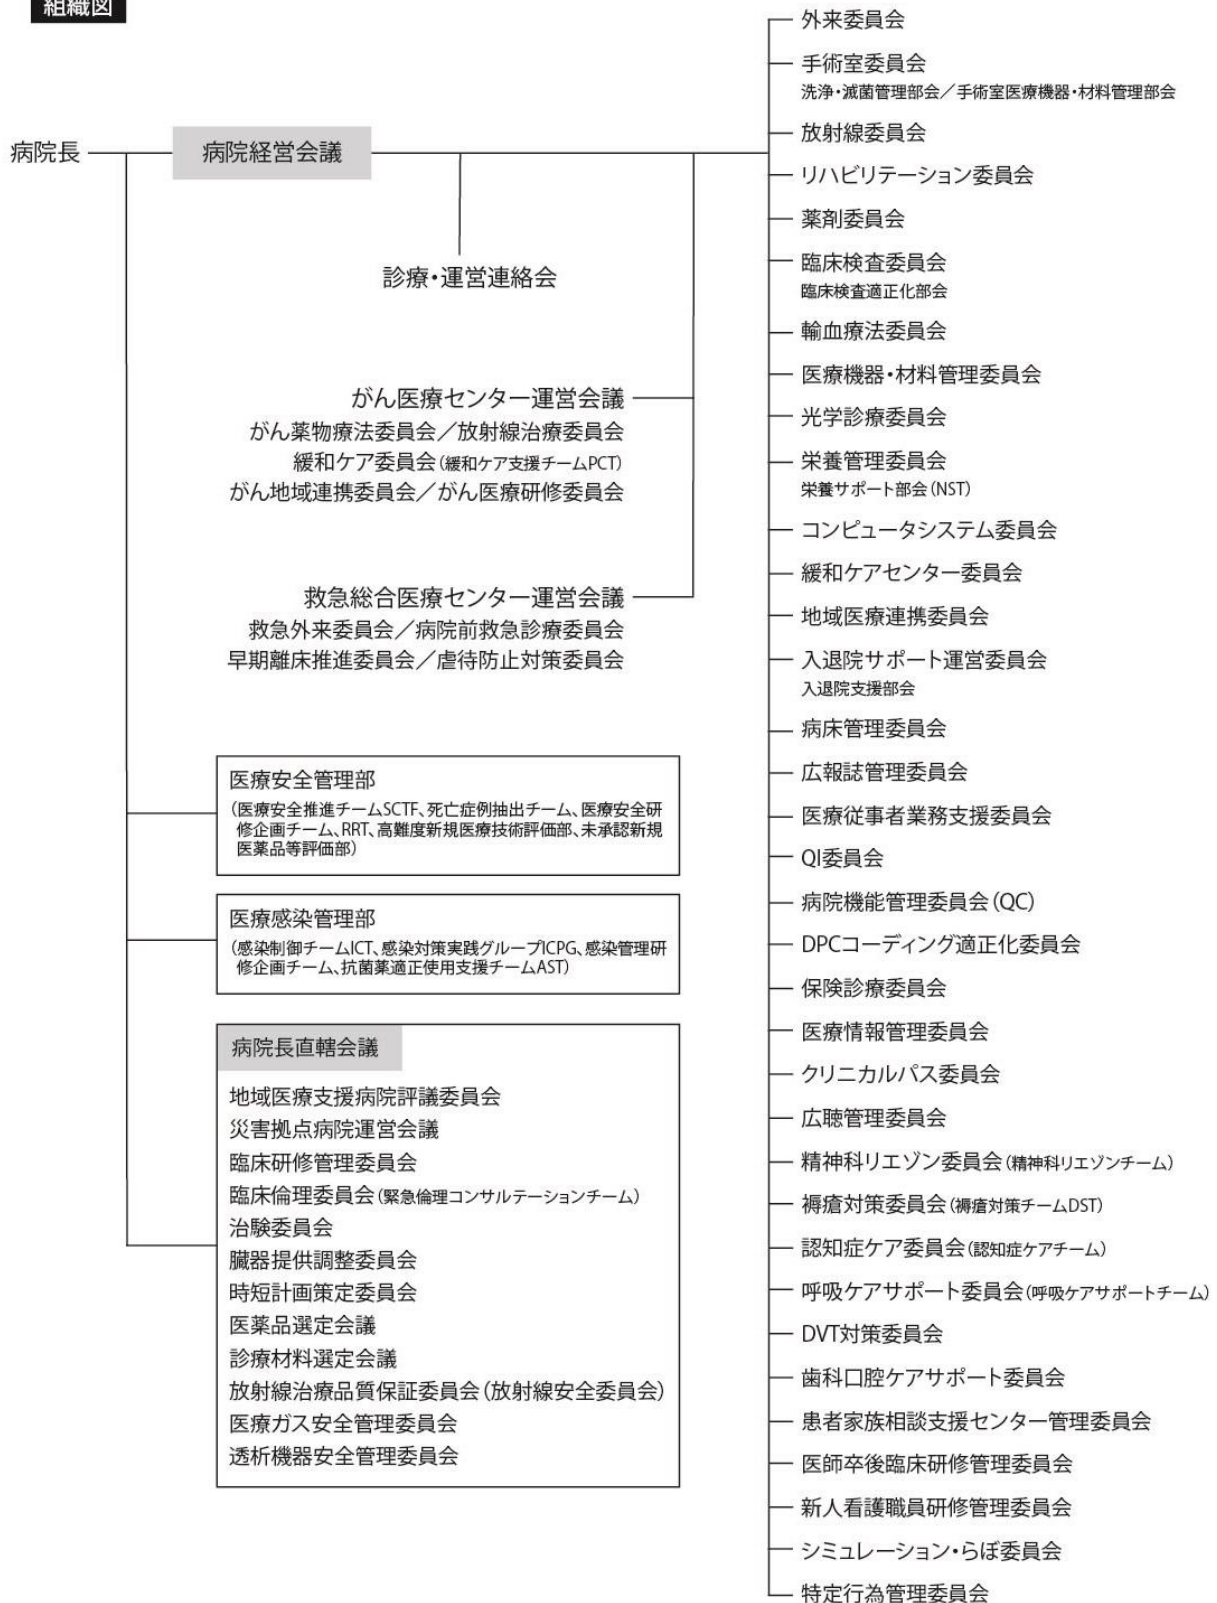 組織図
病院長
病院経営会議
診療・運営連絡会
がん医療センター運営会議
がん薬物療法委員会／放射線治療委員会
緩和ケア委員会（緩和ケア支援チームPCT）
がん地域連携委員会／がん医療研修委員会
救急総合医療センター運営会議
救急外来委員会／病院前救急診療委員会
早期離床推進委員会／虐待防止対策委員会
医療安全管理部
（医療安全推進チームSCTF、死亡症例抽出チーム、医療安全研
修企画チーム、RRT、高難度新規医療技術評価部、未承認新規
医薬品等評価部）
医療感染管理部
（感染制御チームICT、感染対策実践グループICPG、感染管理研
修企画チーム、抗菌薬適正使用支援チームAST）
病院長直轄会議
地域医療支援病院評議委員会
災害拠点病院運営会議
臨床研修管理委員会
臨床倫理委員会（緊急倫理コンサルテーションチーム）
治験委員会
臓器提供調整委員会
時短計画策定委員会
医薬品選定会議
診療材料選定会議
放射線治療品質保証委員会（放射線安全委員会）
医療ガス安全管理委員会
透析機器安全管理委員会
外来委員会
手術室委員会
洗浄・滅菌管理部会／手術室医療機器・材料管理部会
放射線委員会
リハビリテーション委員会
薬剤委員会
臨床検査委員会
臨床検査適正化部会
輸血療法委員会
医療機器・材料管理委員会
光学診療委員会
栄養管理委員会
栄養サポート部会（NST）
コンピュータシステム委員会
緩和ケアセンター委員会
地域医療連携委員会
入退院サポート運営委員会
入退院支援部会
病床管理委員会
広報誌管理委員会
医療従事者業務支援委員会
QI委員会
病院機能管理委員会（QC）
DPCコーディング適正化委員会
保険診療委員会
医療情報管理委員会
クリニカルパス委員会
広聴管理委員会
精神科リエゾン委員会（精神科リエゾンチーム）
褥瘡対策委員会（褥瘡対策チームDST）
認知症ケア委員会（認知症ケアチーム）
呼吸ケアサポート委員会（呼吸ケアサポートチーム）
DVT対策委員会
歯科口腔ケアサポート委員会
患者家族相談支援センター管理委員会
医師卒後臨床研修管理委員会
新人看護職員研修管理委員会
シミュレーション・らぼ委員会
特定行為管理委員会